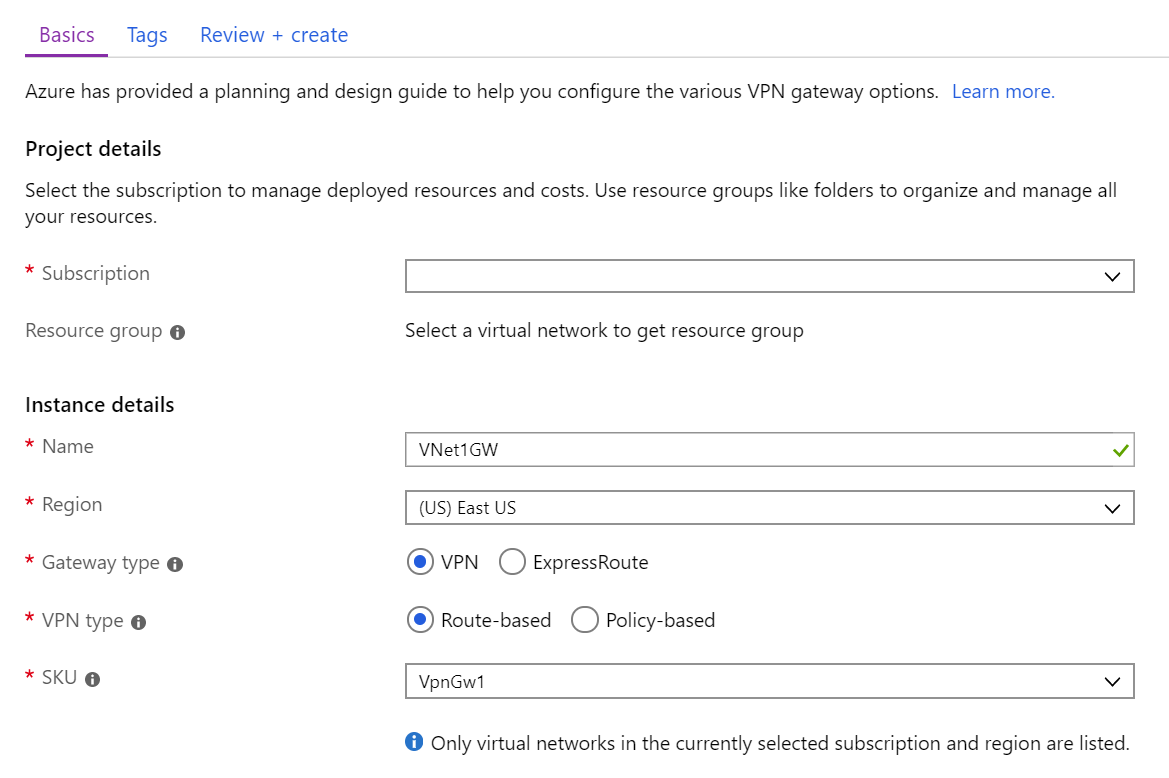 Basics Tags Review + create
Azure has provided a planning and design guide to help you configure the various VPN gateway options. Learn more.
Project details
Select the subscription to manage deployed resources and costs. Use resource groups like folders to organize and manage all
your resources.
* Subscription
Resource group Select a virtual network to get resource group
Instance details
* Name VNet1GW
* Region (US) East US
* Gateway type VPN ExpressRoute
* VPN type Route-based Policy-based
* SKU VpnGw1
Only virtual networks in the currently selected subscription and region are listed.